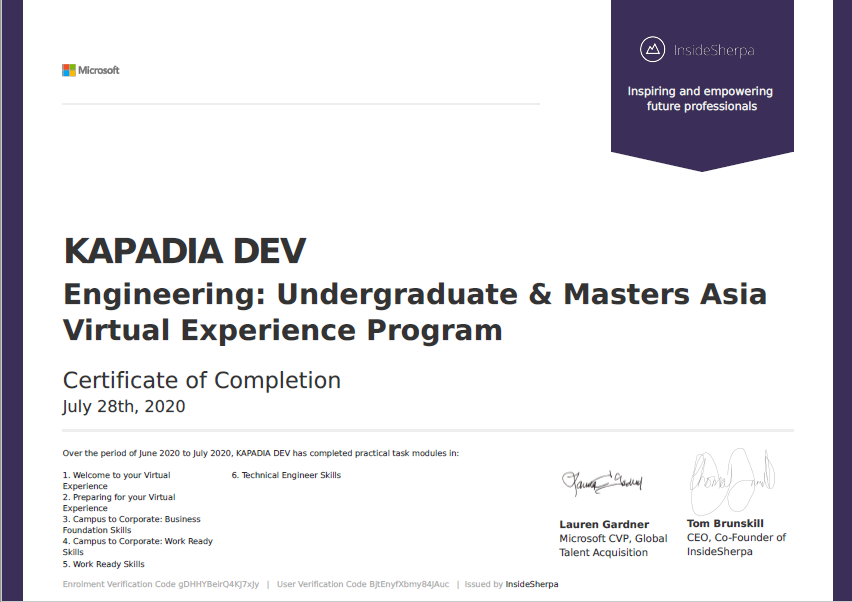 Microsoft
InsideSherpa
Inspiring and empowering
future professionals
KAPADIA DEV
Engineering: Undergraduate & Masters Asia
Virtual Experience Program
Certificate of Completion
July 28th, 2020
Over the period of June 2020 to July 2020, KAPADIA DEV has completed practical task modules in:
1. Welcome to your Virtual
Experience
2. Preparing for your Virtual
Experience
3. Campus to Corporate: Business
Foundation Skills
4. Campus to Corporate: Work Ready
Skills
5. Work Ready Skills
6. Technical Engineer Skills
Lauren Gardner
Microsoft CVP, Global
Talent Acquisition
Tom Brunskill
CEO, Co-Founder of
InsideSherpa
Enrolment Verification Code gDHHYBeirQ4KJ7xJy | User Verification Code BJtEnyfXbmy84JAuc | Issued by InsideSherpa